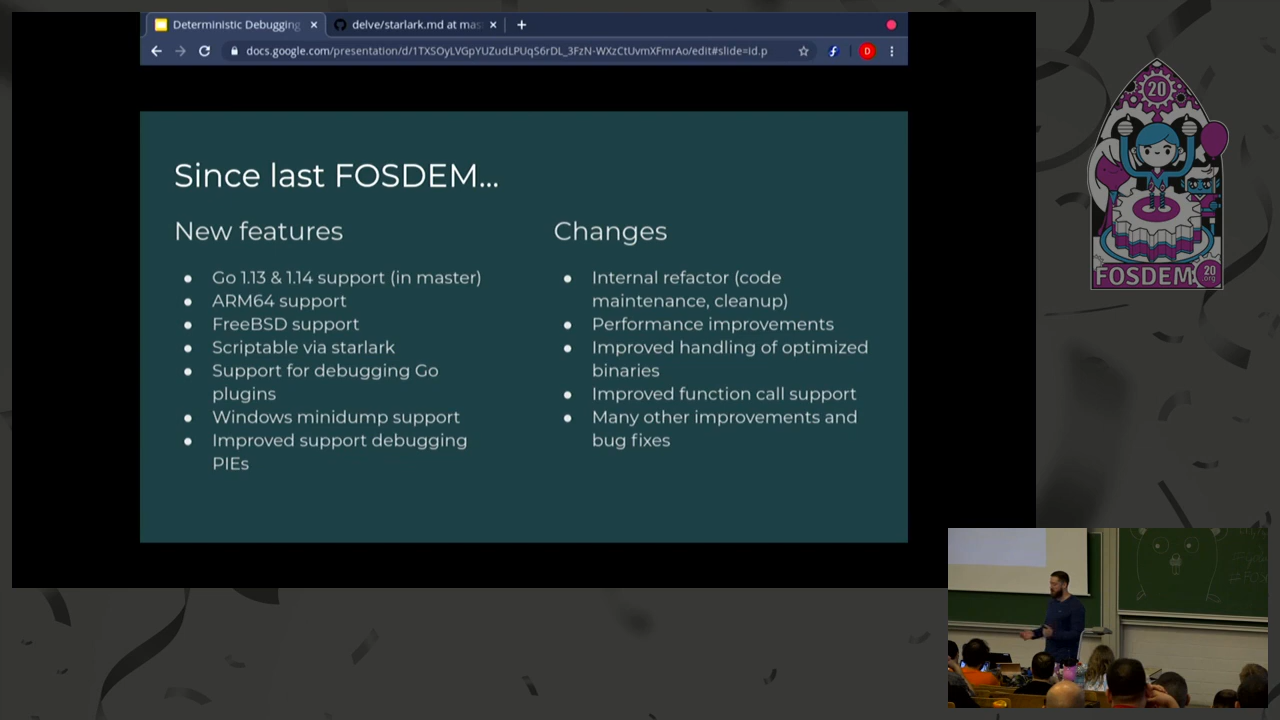 Deterministic Debugging
delve/starlark.md at mas
docs.google.com/presentation/d/1TXSOyLVGpYUZudLPUqS6rDL_3FzN-WXzCtUvmXFmrAo/edit#slide=id.p
D
Since last FOSDEM...
New features
● Go 1.13 & 1.14 support (in master)
● ARM64 support
● FreeBSD support
● Scriptable via starlark
● Support for debugging Go
plugins
● Windows minidump support
● Improved support debugging
PIEs
Changes
● Internal refactor (code
maintenance, cleanup)
● Performance improvements
● Improved handling of optimized
binaries
● Improved function call support
● Many other improvements and
bug fixes
20
FOSDEM 20
.org